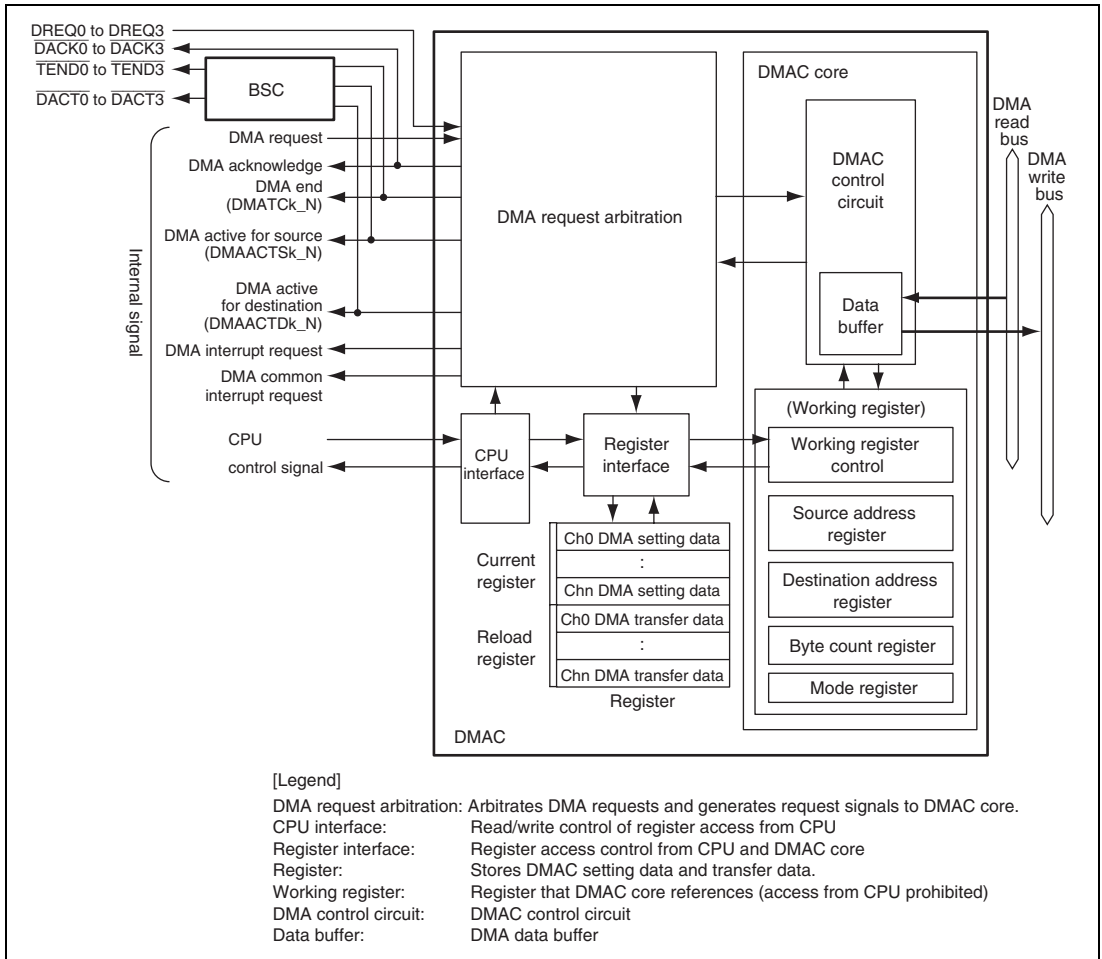 DREQ0 to DREQ3
DACK0 to DACK3
TEND0 to TEND3
DACT0 to DACT3
BSC
Internal signal
DMA request
DMA acknowledge
DMA end
(DMATCk_N)
DMA active for source
(DMAACTSk_N)
DMA active
for destination
(DMAACTDk_N)
DMA interrupt request
DMA common
interrupt request
CPU
control signal
DMA request arbitration
CPU
interface
Register
interface
Current
register
Reload
register
Ch0 DMA setting data
:
Chn DMA setting data
Ch0 DMA transfer data
:
Chn DMA transfer data
Register
DMAC
DMAC core
DMAC
control
circuit
Data
buffer
(Working register)
Working register
control
Source address
register
Destination address
register
Byte count register
Mode register
DMA
read
bus
DMA
write
bus
[Legend]
DMA request arbitration: Arbitrates DMA requests and generates request signals to DMAC core.
CPU interface: Read/write control of register access from CPU
Register interface: Register access control from CPU and DMAC core
Register: Stores DMAC setting data and transfer data.
Working register: Register that DMAC core references (access from CPU prohibited)
DMA control circuit: DMAC control circuit
Data buffer: DMA data buffer